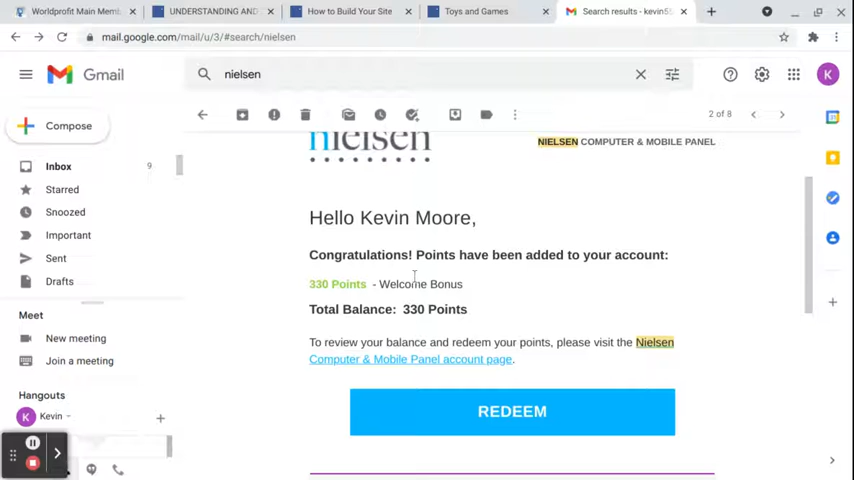 Worldprofit Main Memb
UNDERSTANDING AND
How to Build Your Site
Toys and Games
Search results - kevin55
mail.google.com/mail/u/3/#search/nielsen
Gmail
nielsen
K
Compose
2 of 8
Inbox 9
Starred
Snoozed
Important
Sent
Drafts
Meet
New meeting
Join a meeting
Hangouts
K Kevin
nielsen
NIELSEN COMPUTER & MOBILE PANEL
Hello Kevin Moore,
Congratulations! Points have been added to your account:
330 Points - Welcome Bonus
Total Balance: 330 Points
To review your balance and redeem your points, please visit the Nielsen
Computer & Mobile Panel account page.
REDEEM